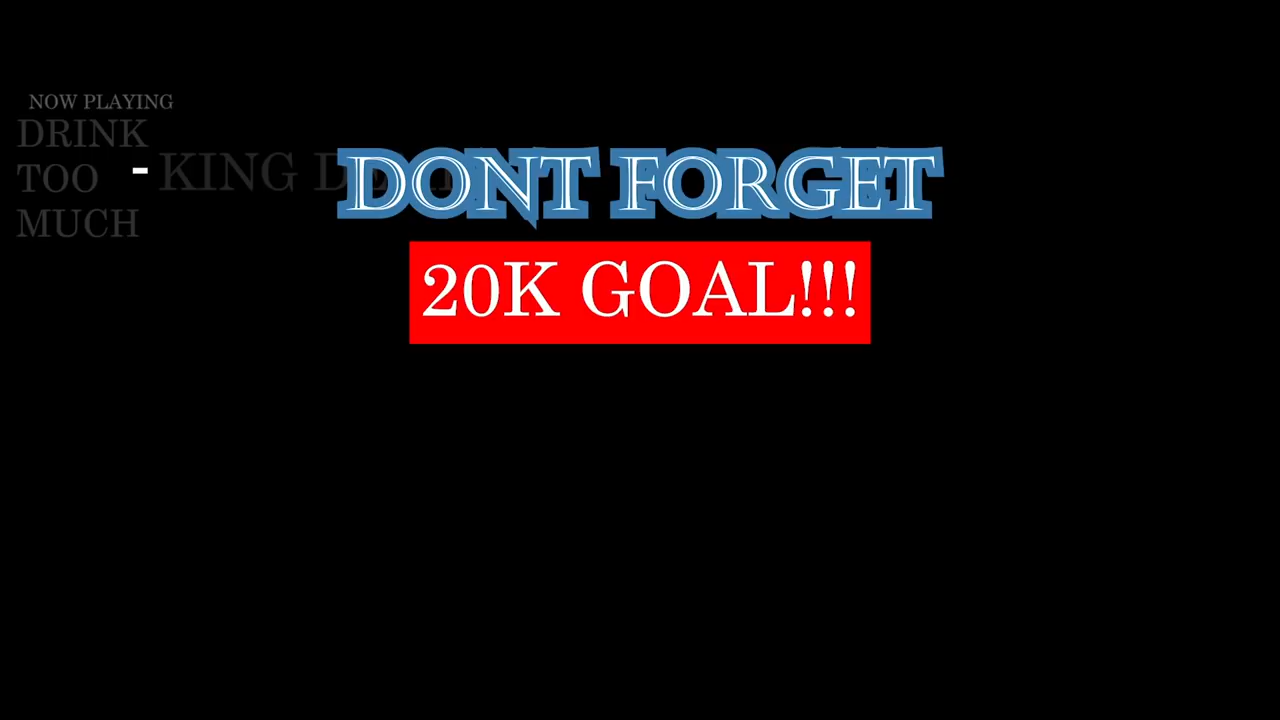 NOW PLAYING
DRINK
TOO
MUCH
- KING
DONT FORGET
20K GOAL!!!